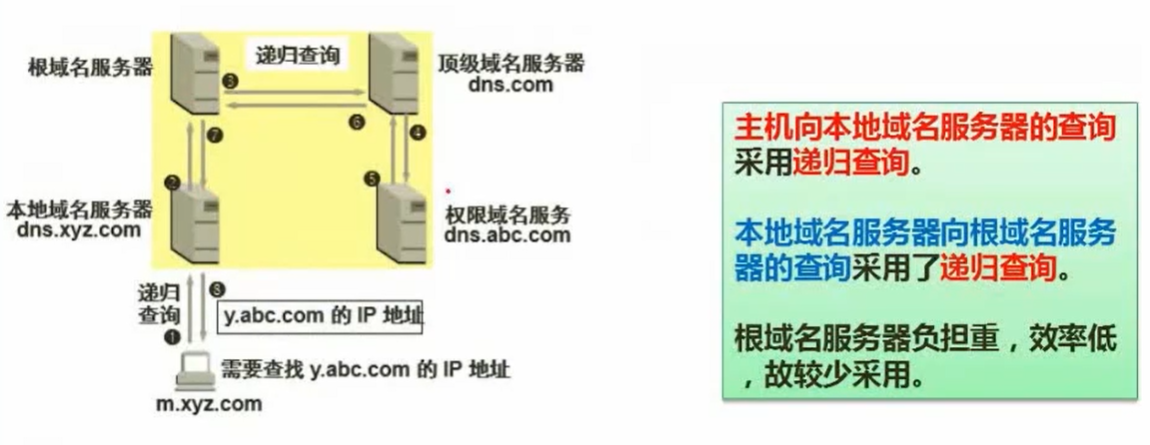 递归查询
根域名服务器
顶级域名服务器
dns.com
❸
❻
❼
❹
❷
❺
本地域名服务器
dns.xyz.com
权限域名服务
dns.abc.com
递归
查询
❶
❽
y.abc.com 的 IP 地址
需要查找 y.abc.com 的 IP 地址
m.xyz.com
主机向本地域名服务器的查询
采用递归查询。
本地域名服务器向根域名服务
器的查询采用了递归查询。
根域名服务器负担重，效率低
，故较少采用。